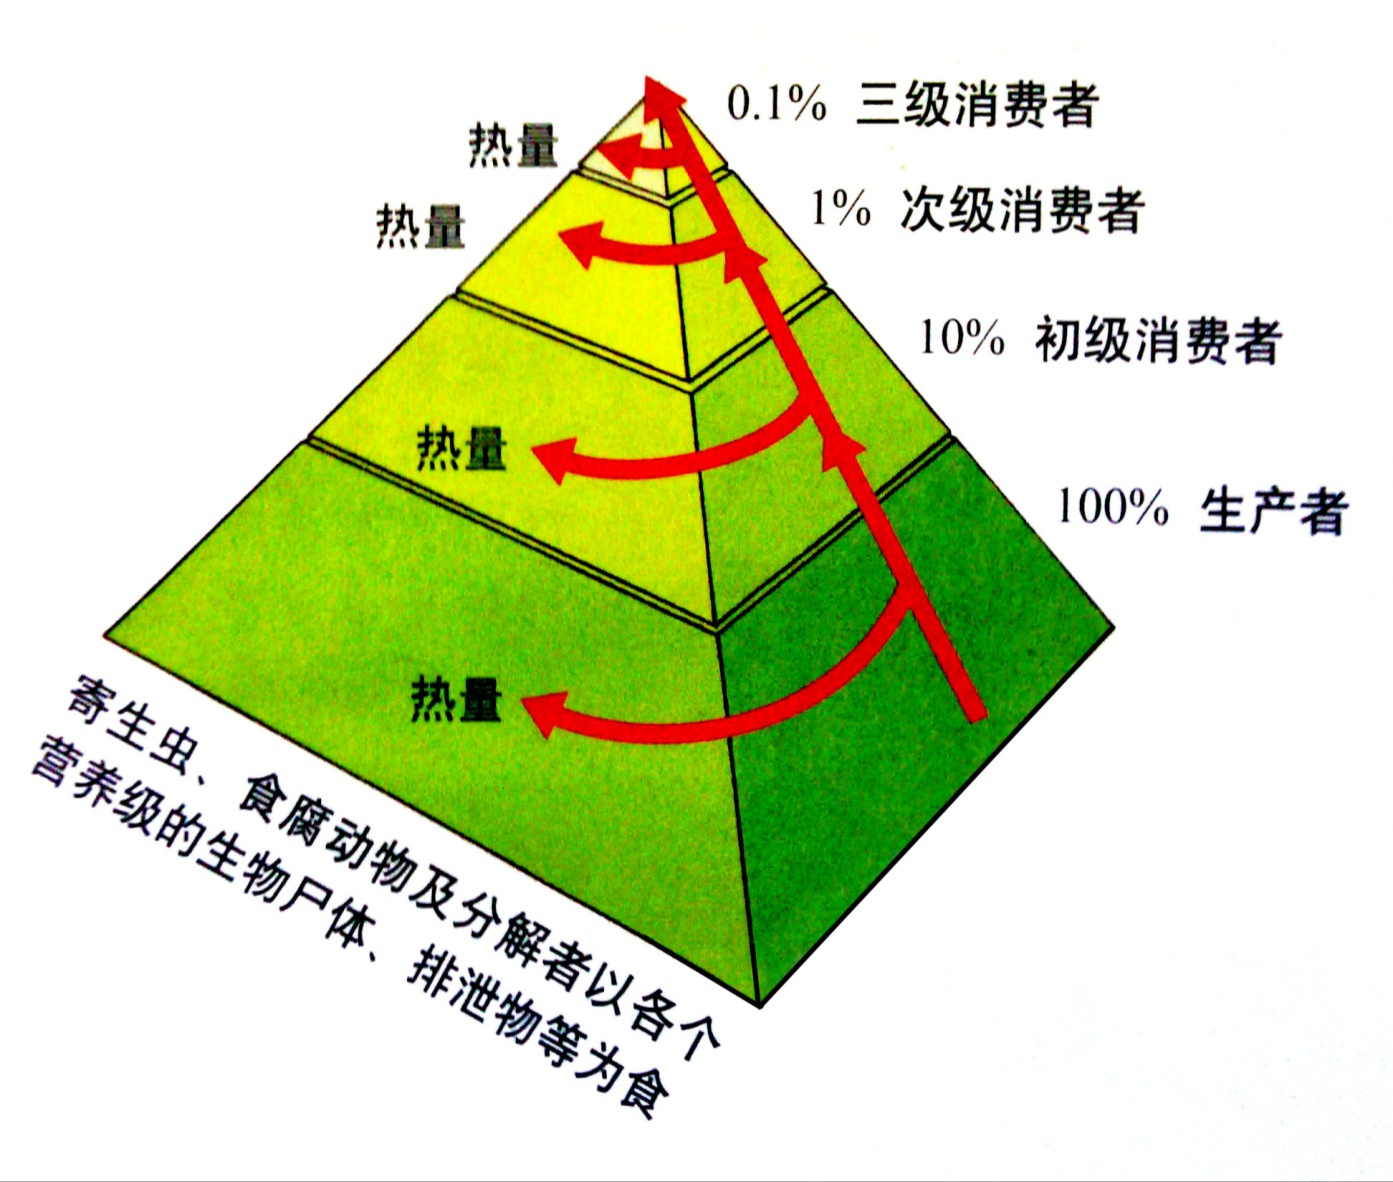 0.1% 三级消费者
热量
1% 次级消费者
热量
10% 初级消费者
热量
100% 生产者
热量
寄生虫、食腐动物及分解者以各个
营养级的生物尸体、排泄物等为食